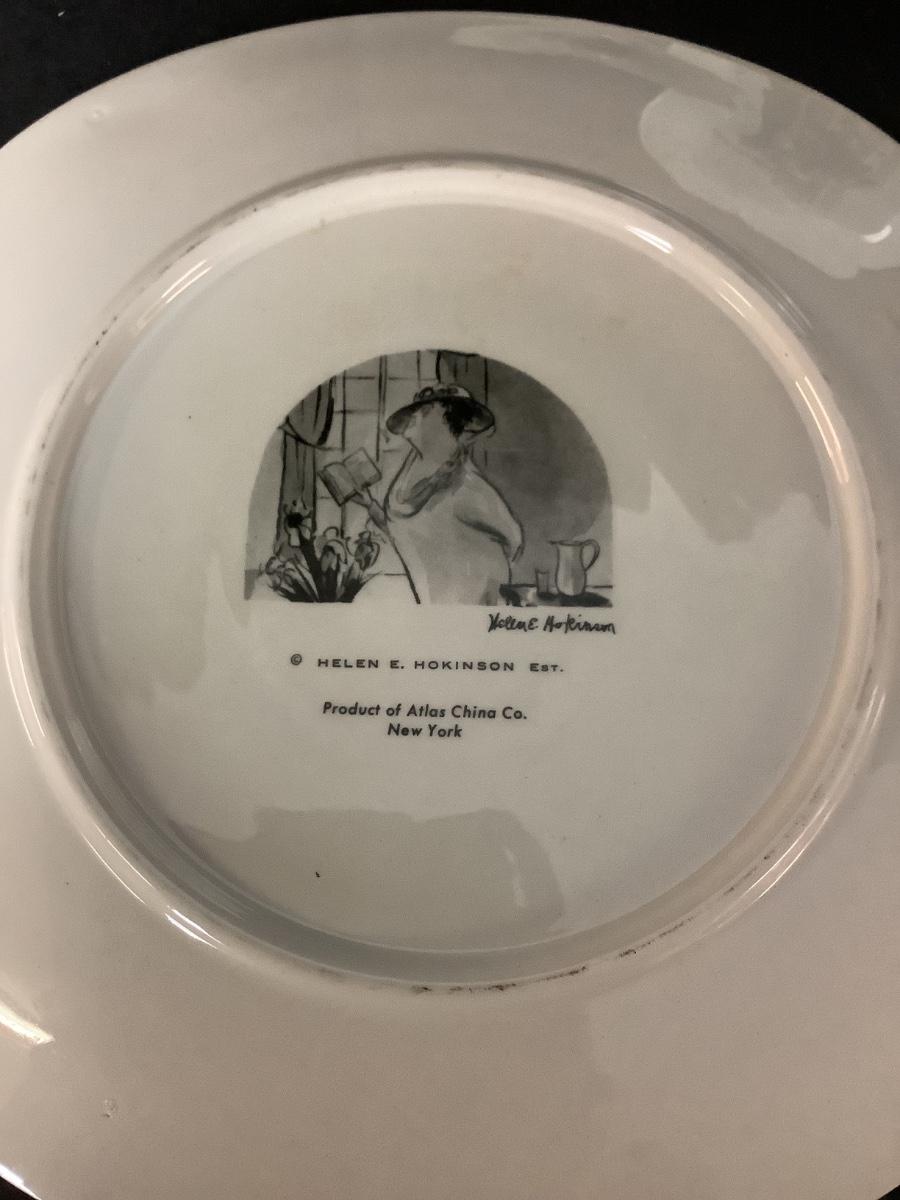 Helen E. Hokinson
© HELEN E. HOKINSON EST.
Product of Atlas China Co.
New York